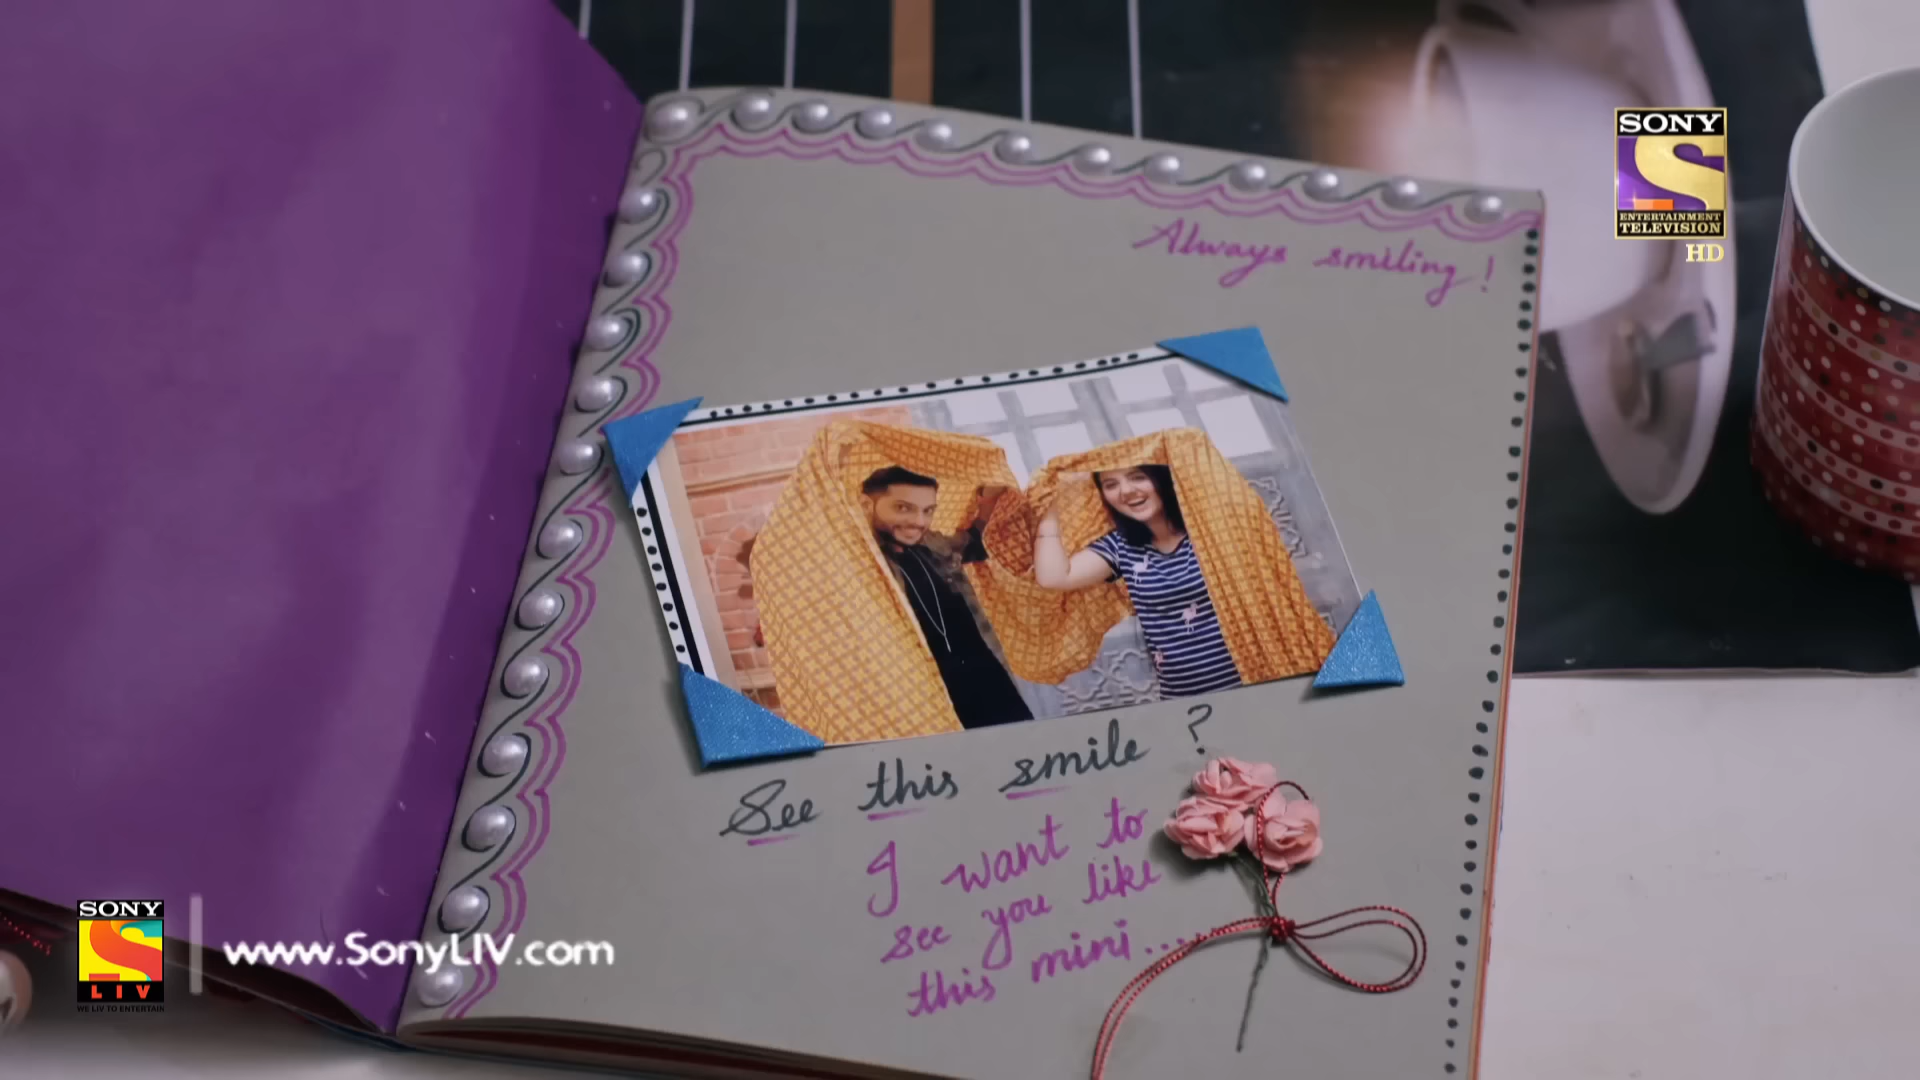 SONY
ENTERTAINMENT
TELEVISION
HD
Always smiling!
See this smile?
I want to
see you like
this mini....
SONY
LIV
WE LIV TO ENTERTAIN
www.SonyLIV.com